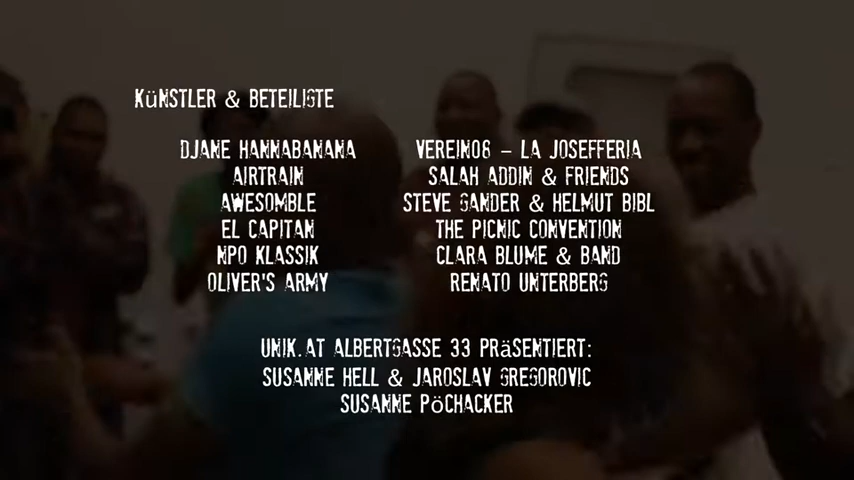 KüNSTLER & BETEILIGTE
DJANE HANNABANANA
AIRTRAIN
AWESOMBLE
EL CAPITAN
NPO KLASSIK
OLIVER'S ARMY
VEREIN08 – LA JOSEFFERIA
SALAH ADDIN & FRIENDS
STEVE GANDER & HELMUT BIBL
THE PICNIC CONVENTION
CLARA BLUME & BAND
RENATO UNTERBERG
UNIK.AT ALBERTGASSE 33 PRäSENTIERT:
SUSANNE HELL & JAROSLAV GREGOROVIC
SUSANNE PöCHACKER